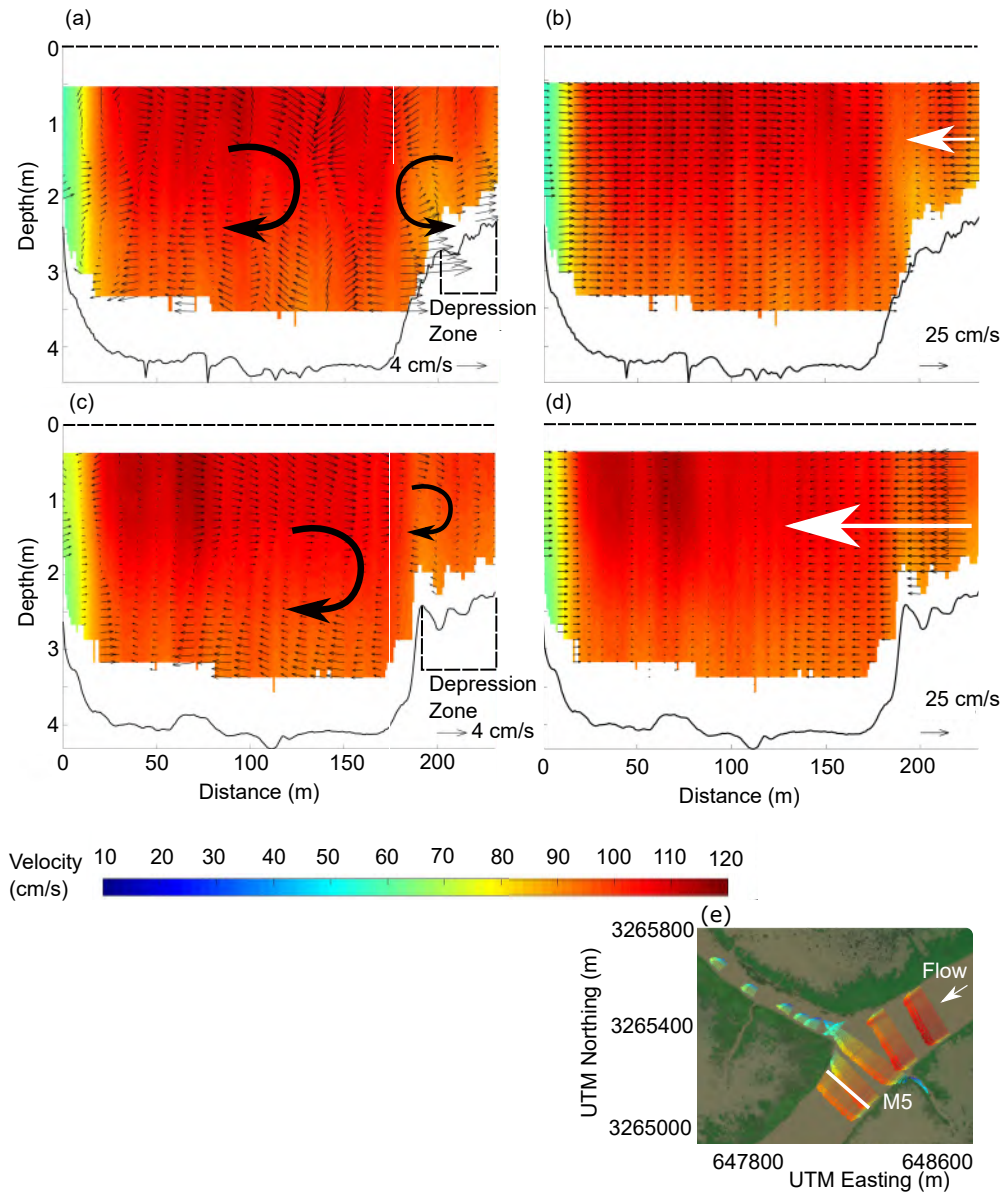 (a)
(b)
0
1
2
3
4
Depth(m)
Depression
Zone
4 cm/s
25 cm/s
(c)
(d)
0
1
2
3
4
Depth(m)
Depression
Zone
4 cm/s
25 cm/s
0 50 100 150 200
0 50 100 150 200
Distance (m)
Distance (m)
Velocity
(cm/s)
10 20 30 40 50 60 70 80 90 100 110 120
(e)
3265800
3265400
3265000
UTM Northing (m)
Flow
M5
647800 648600
UTM Easting (m)